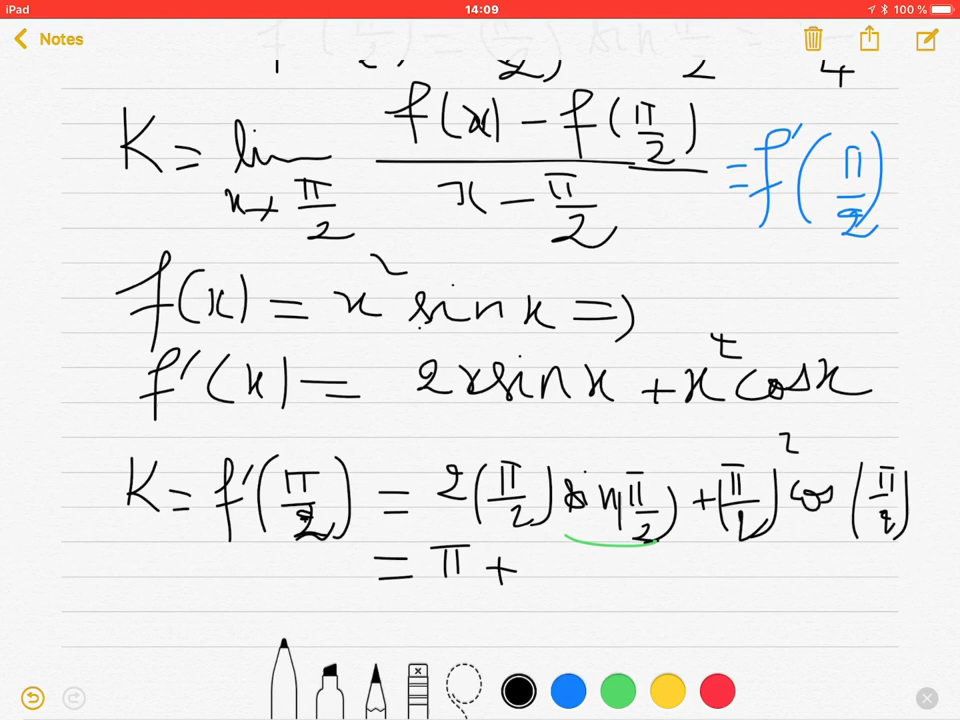 iPad 14:09 100 %
Notes
K = lim x→π/2 (f(x) − f(π/2)) / (x − π/2) = f'(π/2)
f(x) = x² sin x =>
f'(x) = 2x sin x + x² cos x
K = f'(π/2) = 2(π/2) sin(π/2) + (π/2)² cos(π/2)
= π +